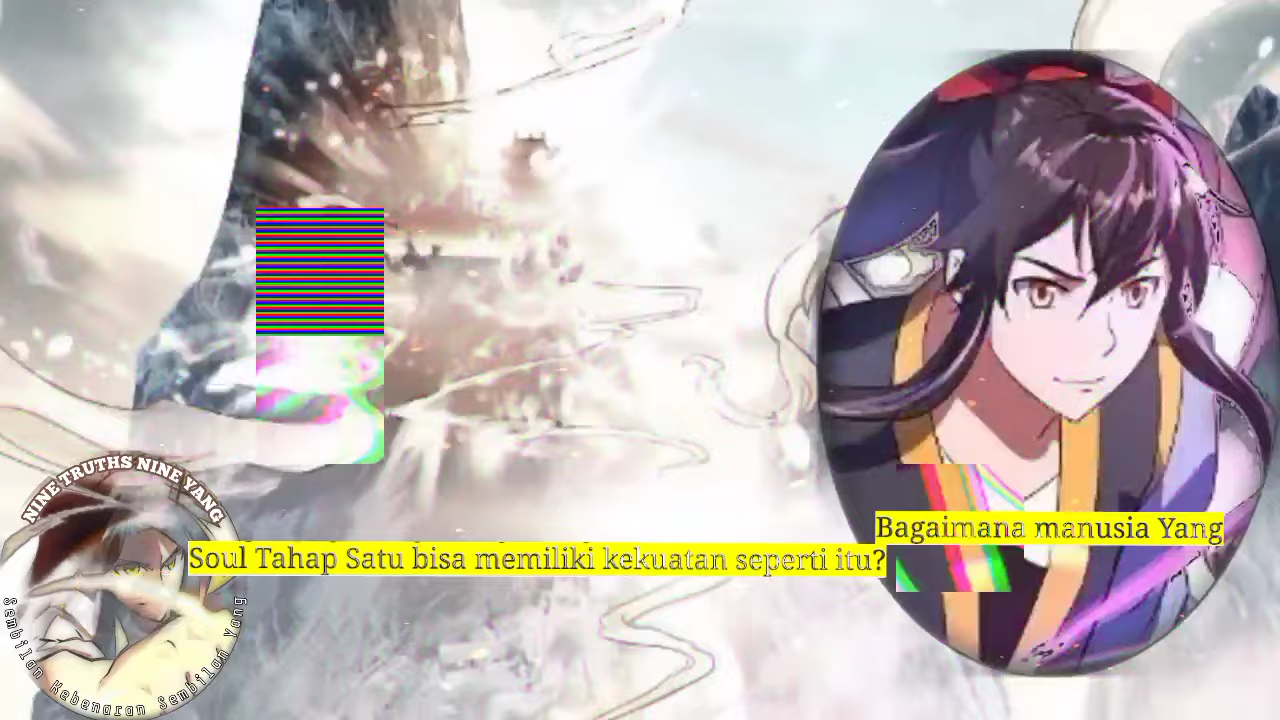 Bagaimana manusia Yang
Soul Tahap Satu bisa memiliki kekuatan seperti itu?
NINE TRUTHS NINE YANG
Sembilan Kebenaran Sembilan Yang